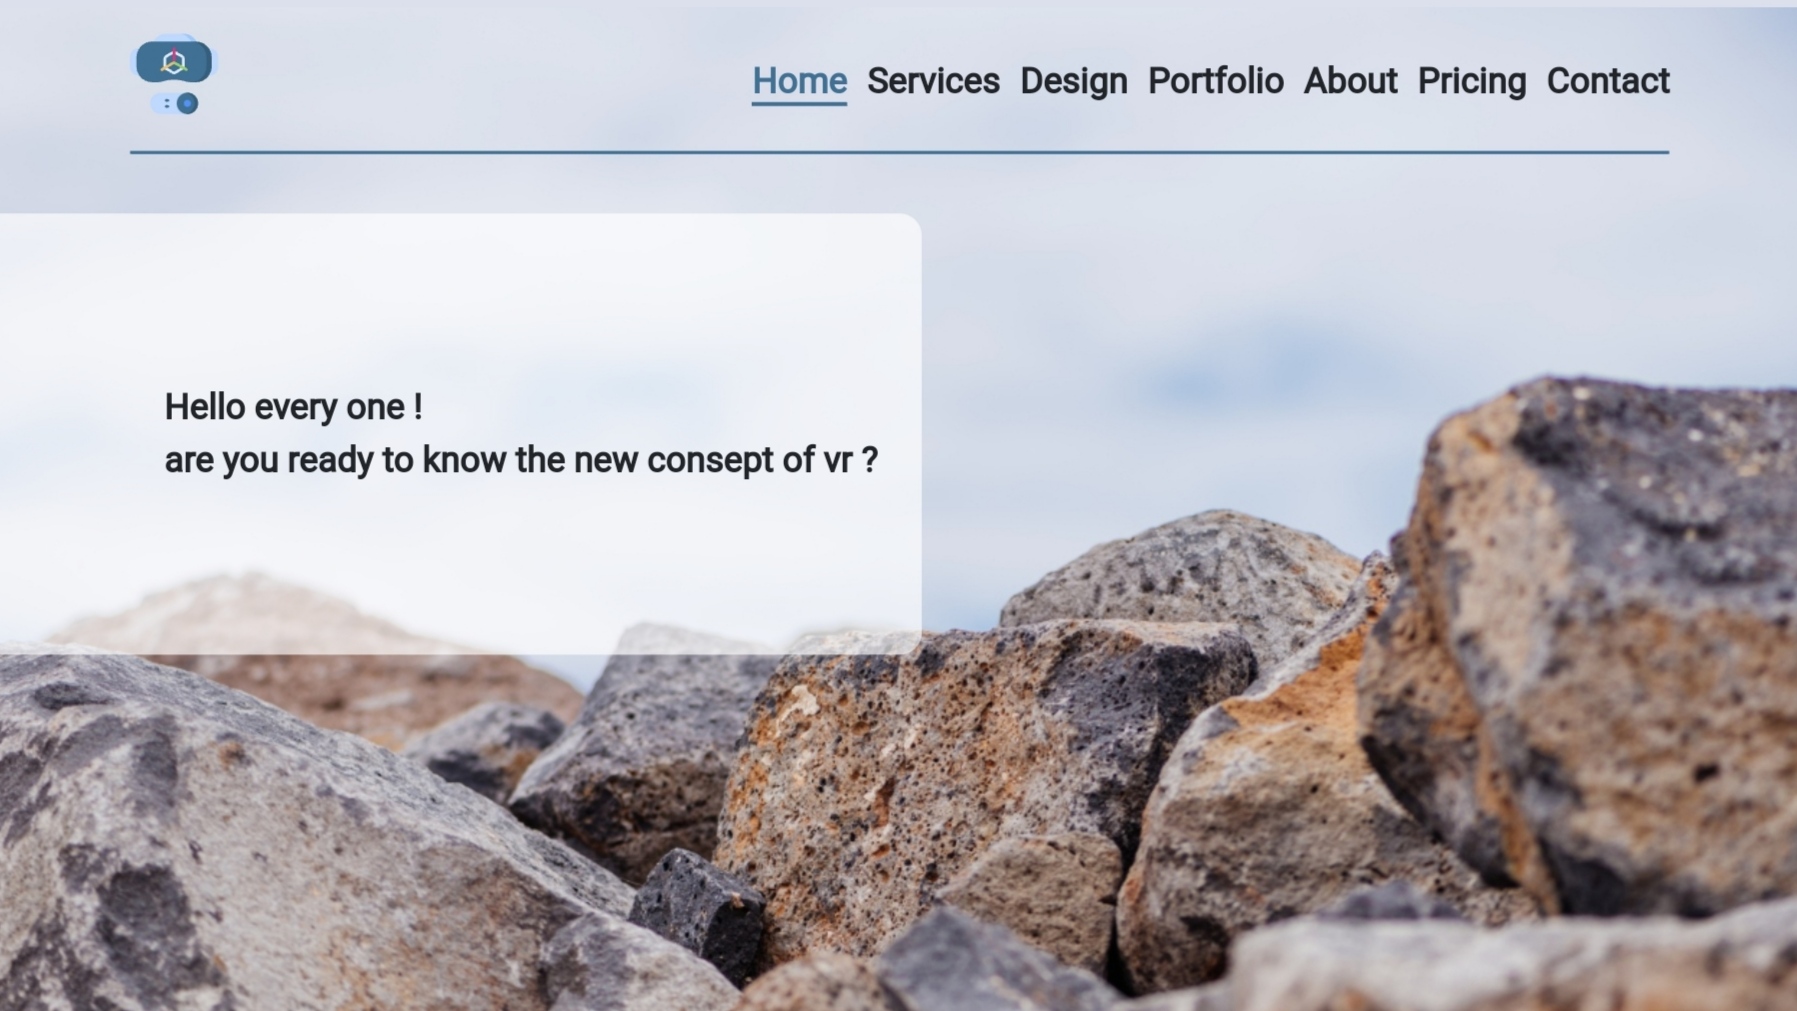 Home Services Design Portfolio About Pricing Contact
Hello every one !
are you ready to know the new consept of vr ?